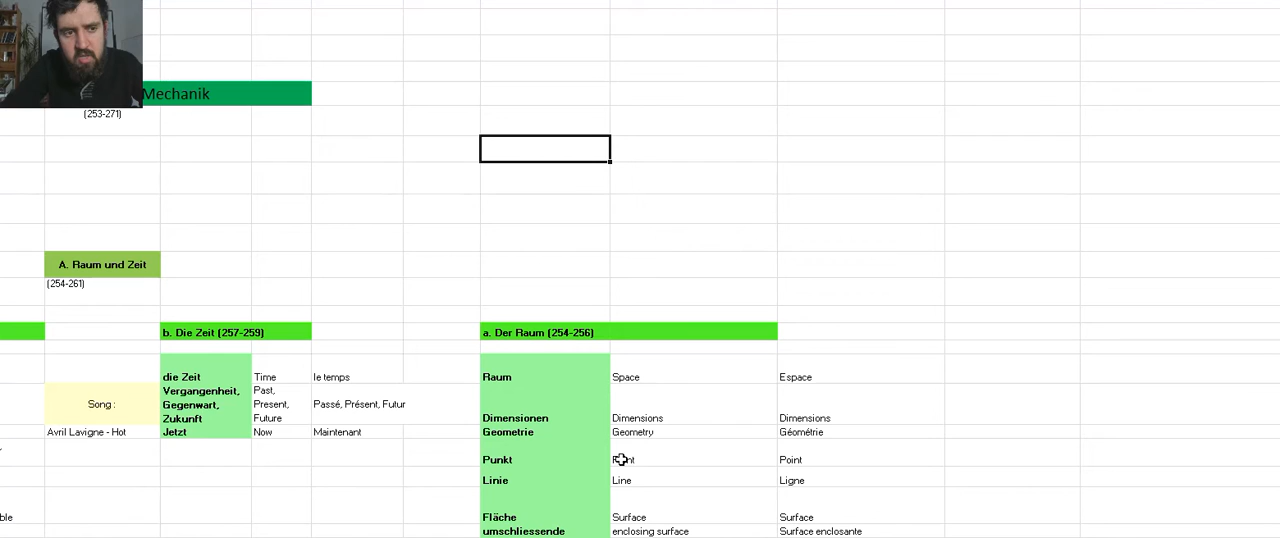 Mechanik
(253-271)
A. Raum und Zeit
(254-261)
b. Die Zeit (257-259)
a. Der Raum (254-256)
die Zeit Time le temps
Raum Space Espace
Song :
Vergangenheit, Gegenwart, Zukunft Past, Present, Future Passé, Présent, Futur
Dimensionen Dimensions Dimensions
Avril Lavigne - Hot
Jetzt Now Maintenant
Geometrie Geometry Géométrie
Punkt Point
Linie Line Ligne
ble
Fläche Surface Surface
umschliessende enclosing surface Surface enclosante